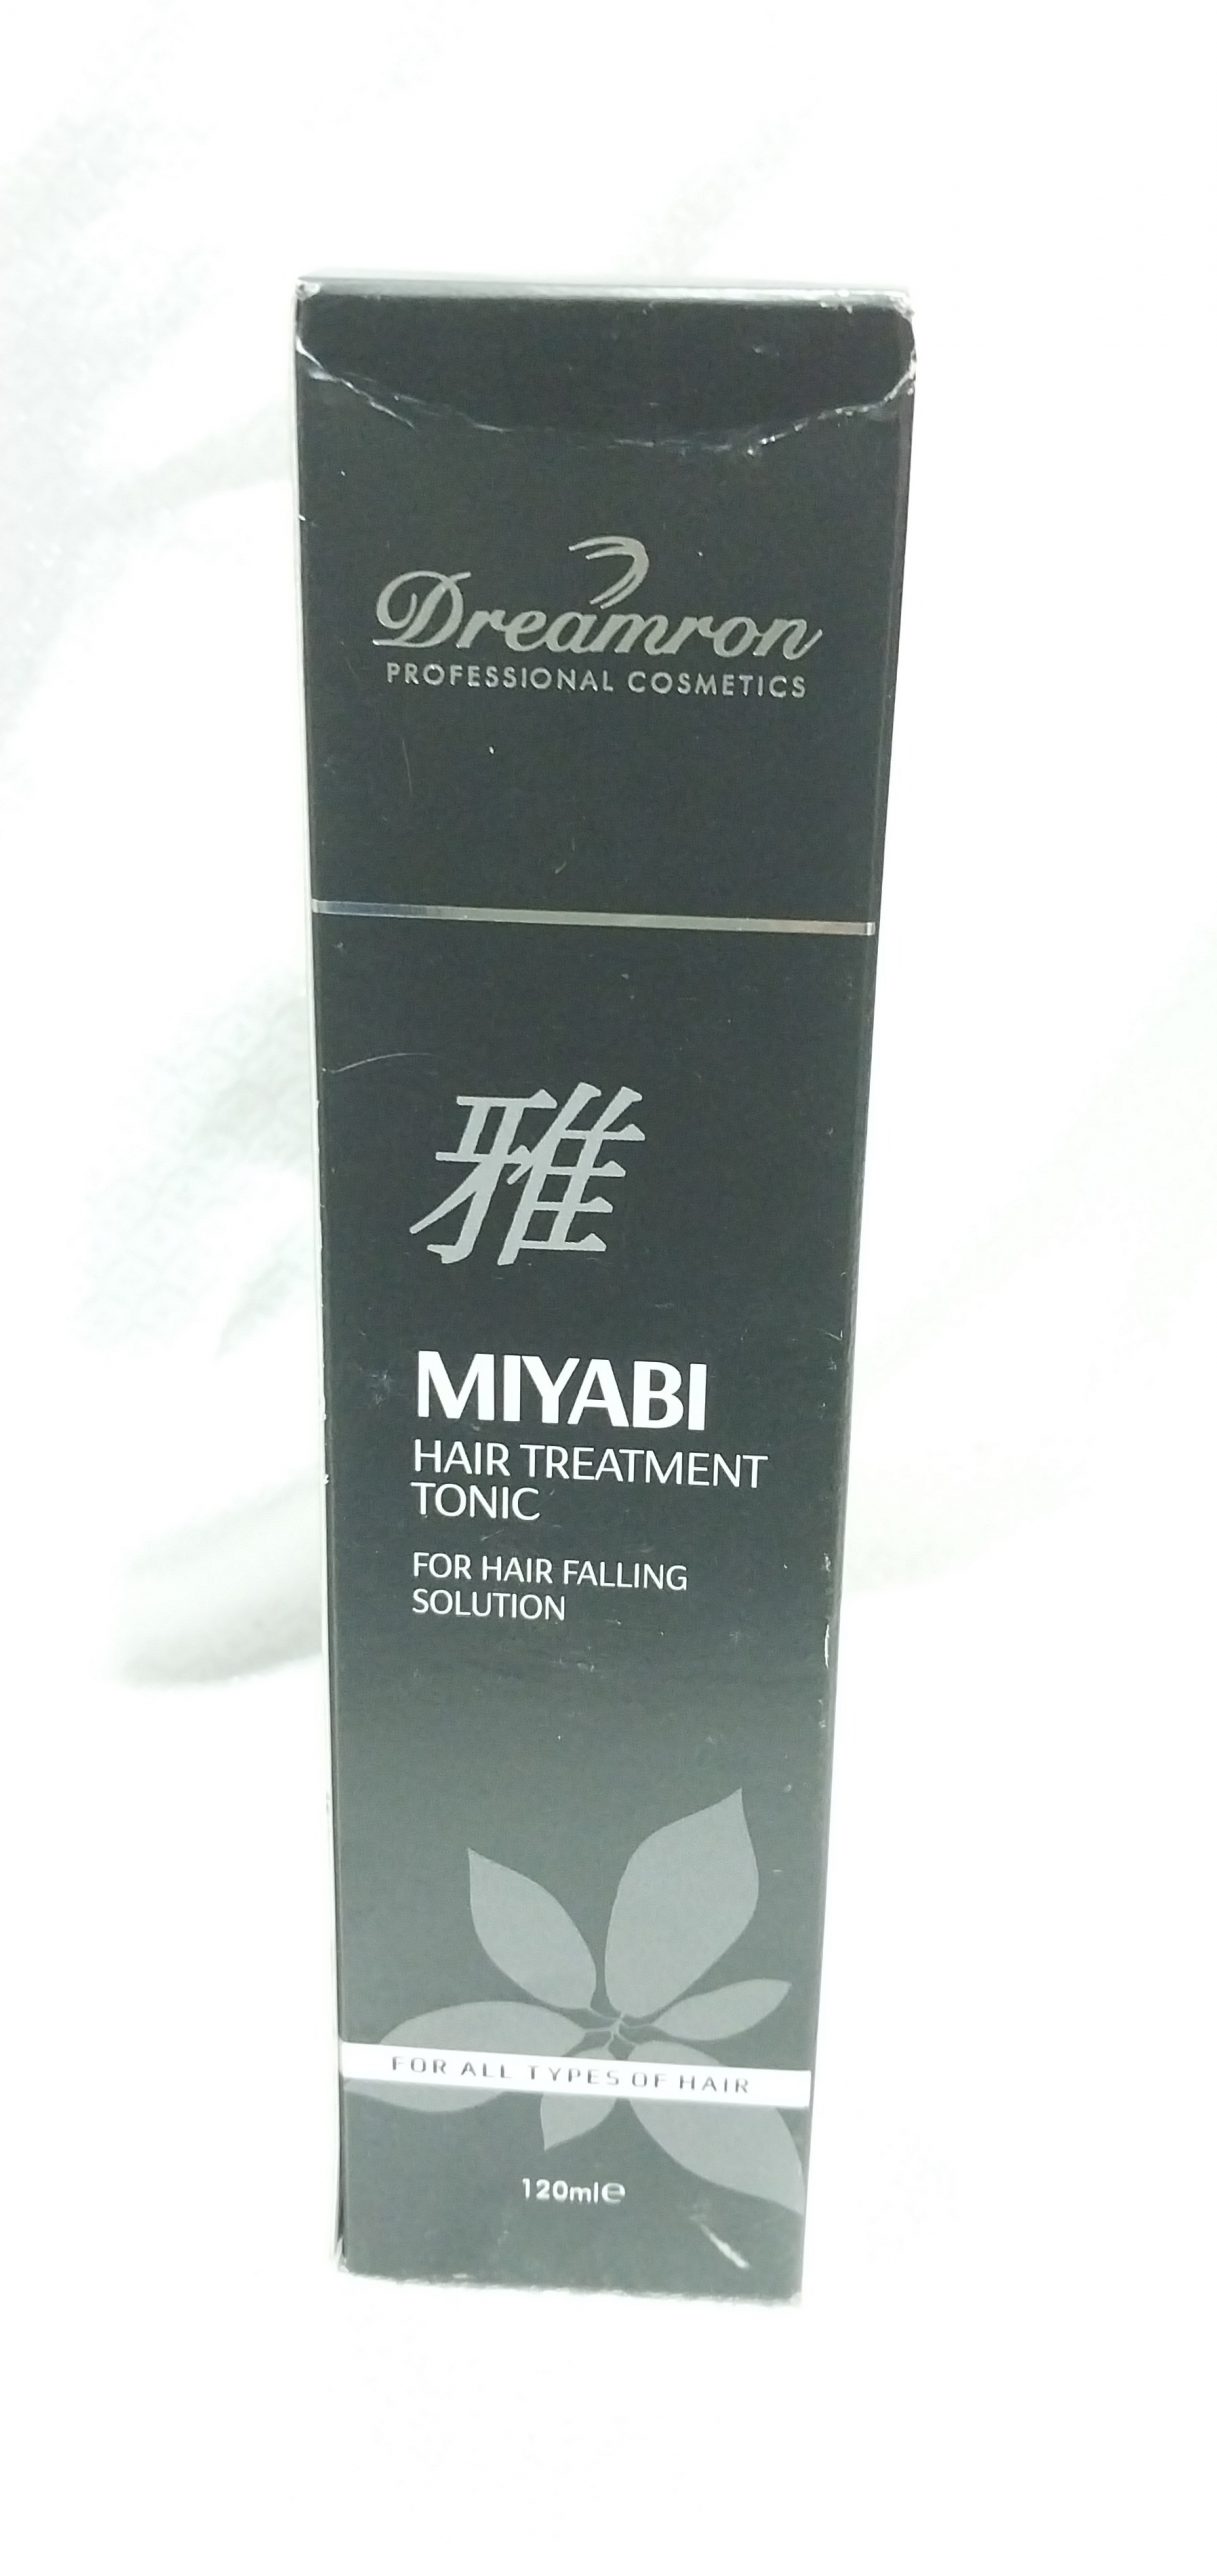 Dreamron
PROFESSIONAL COSMETICS
雅
MIYABI
HAIR TREATMENT
TONIC
FOR HAIR FALLING
SOLUTION
FOR ALL TYPES OF HAIR
120ml℮